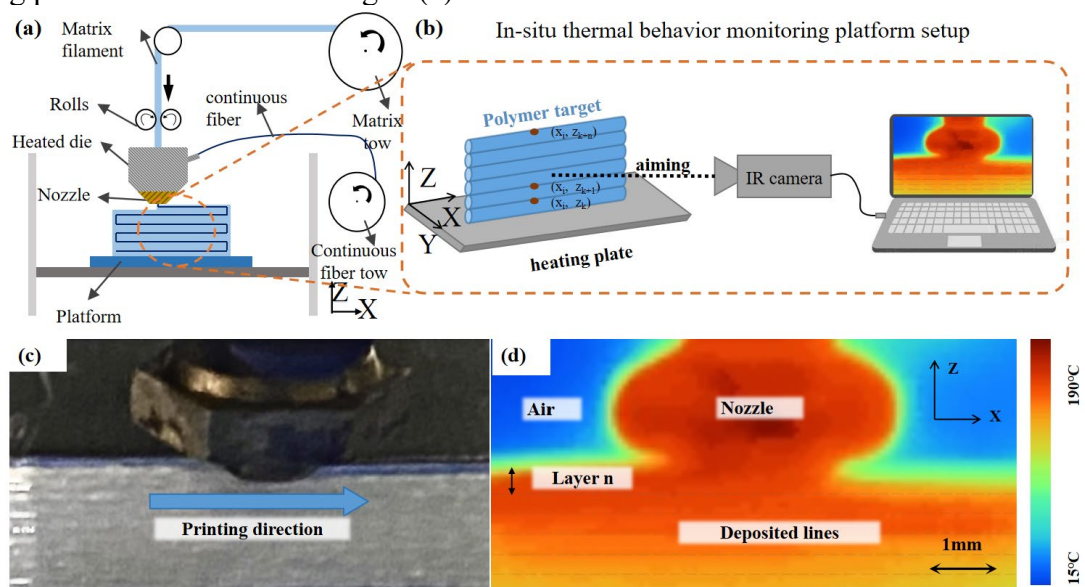 (a)
Matrix
filament
Rolls
Heated die
Nozzle
Platform
continuous
fiber
Matrix
tow
Continuous
fiber tow
Z
X
(b)
In-situ thermal behavior monitoring platform setup
Polymer target
(xᵢ, zₖ₊ₙ)
(xᵢ, zₖ₊₁)
(xᵢ, zₖ)
Z
X
Y
heating plate
aiming
IR camera
(c)
Printing direction
(d)
Air
Nozzle
Z
X
Layer n
Deposited lines
1mm
190°C
15°C